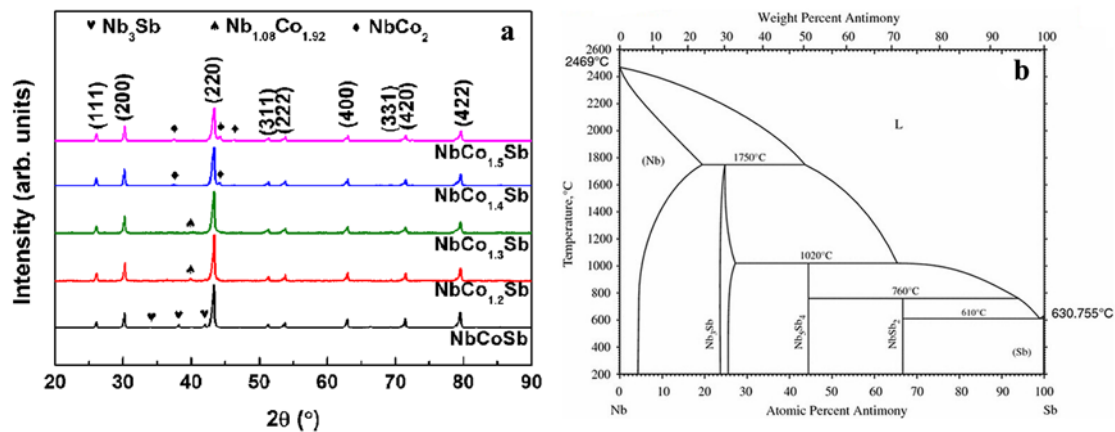 ♥ Nb3Sb ♠ Nb1.08Co1.92 ♦ NbCo2
a
(111)
(200)
(220)
(311)
(222)
(400)
(331)
(420)
(422)
NbCo1.5Sb
NbCo1.4Sb
NbCo1.3Sb
NbCo1.2Sb
NbCoSb
Intensity (arb. units)
20 30 40 50 60 70 80 90
2θ (°)
Weight Percent Antimony
0 10 20 30 40 50 60 70 80 90 100
b
2600
2469°C
2400
2200
2000
1800
1600
1400
1200
1000
800
600
400
200
Temperature, °C
L
(Nb)
1750°C
1020°C
760°C
610°C
630.755°C
Nb3Sb
Nb5Sb4
NbSb2
(Sb)
0 10 20 30 40 50 60 70 80 90 100
Nb Atomic Percent Antimony Sb